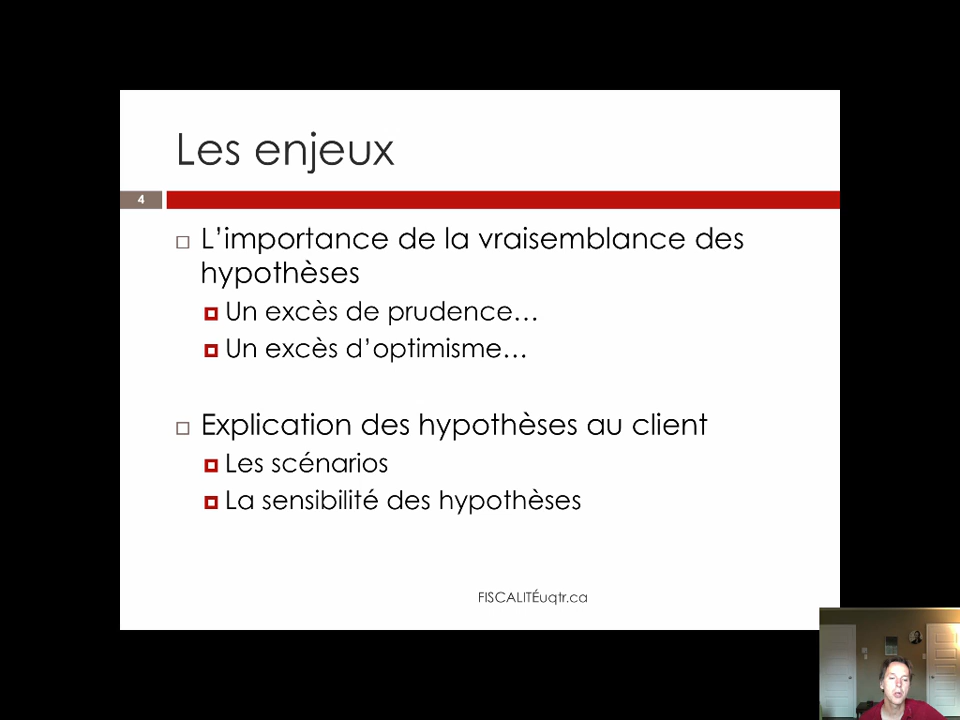 Les enjeux
4
L’importance de la vraisemblance des
hypothèses
Un excès de prudence…
Un excès d’optimisme…
Explication des hypothèses au client
Les scénarios
La sensibilité des hypothèses
FISCALITÉuqtr.ca